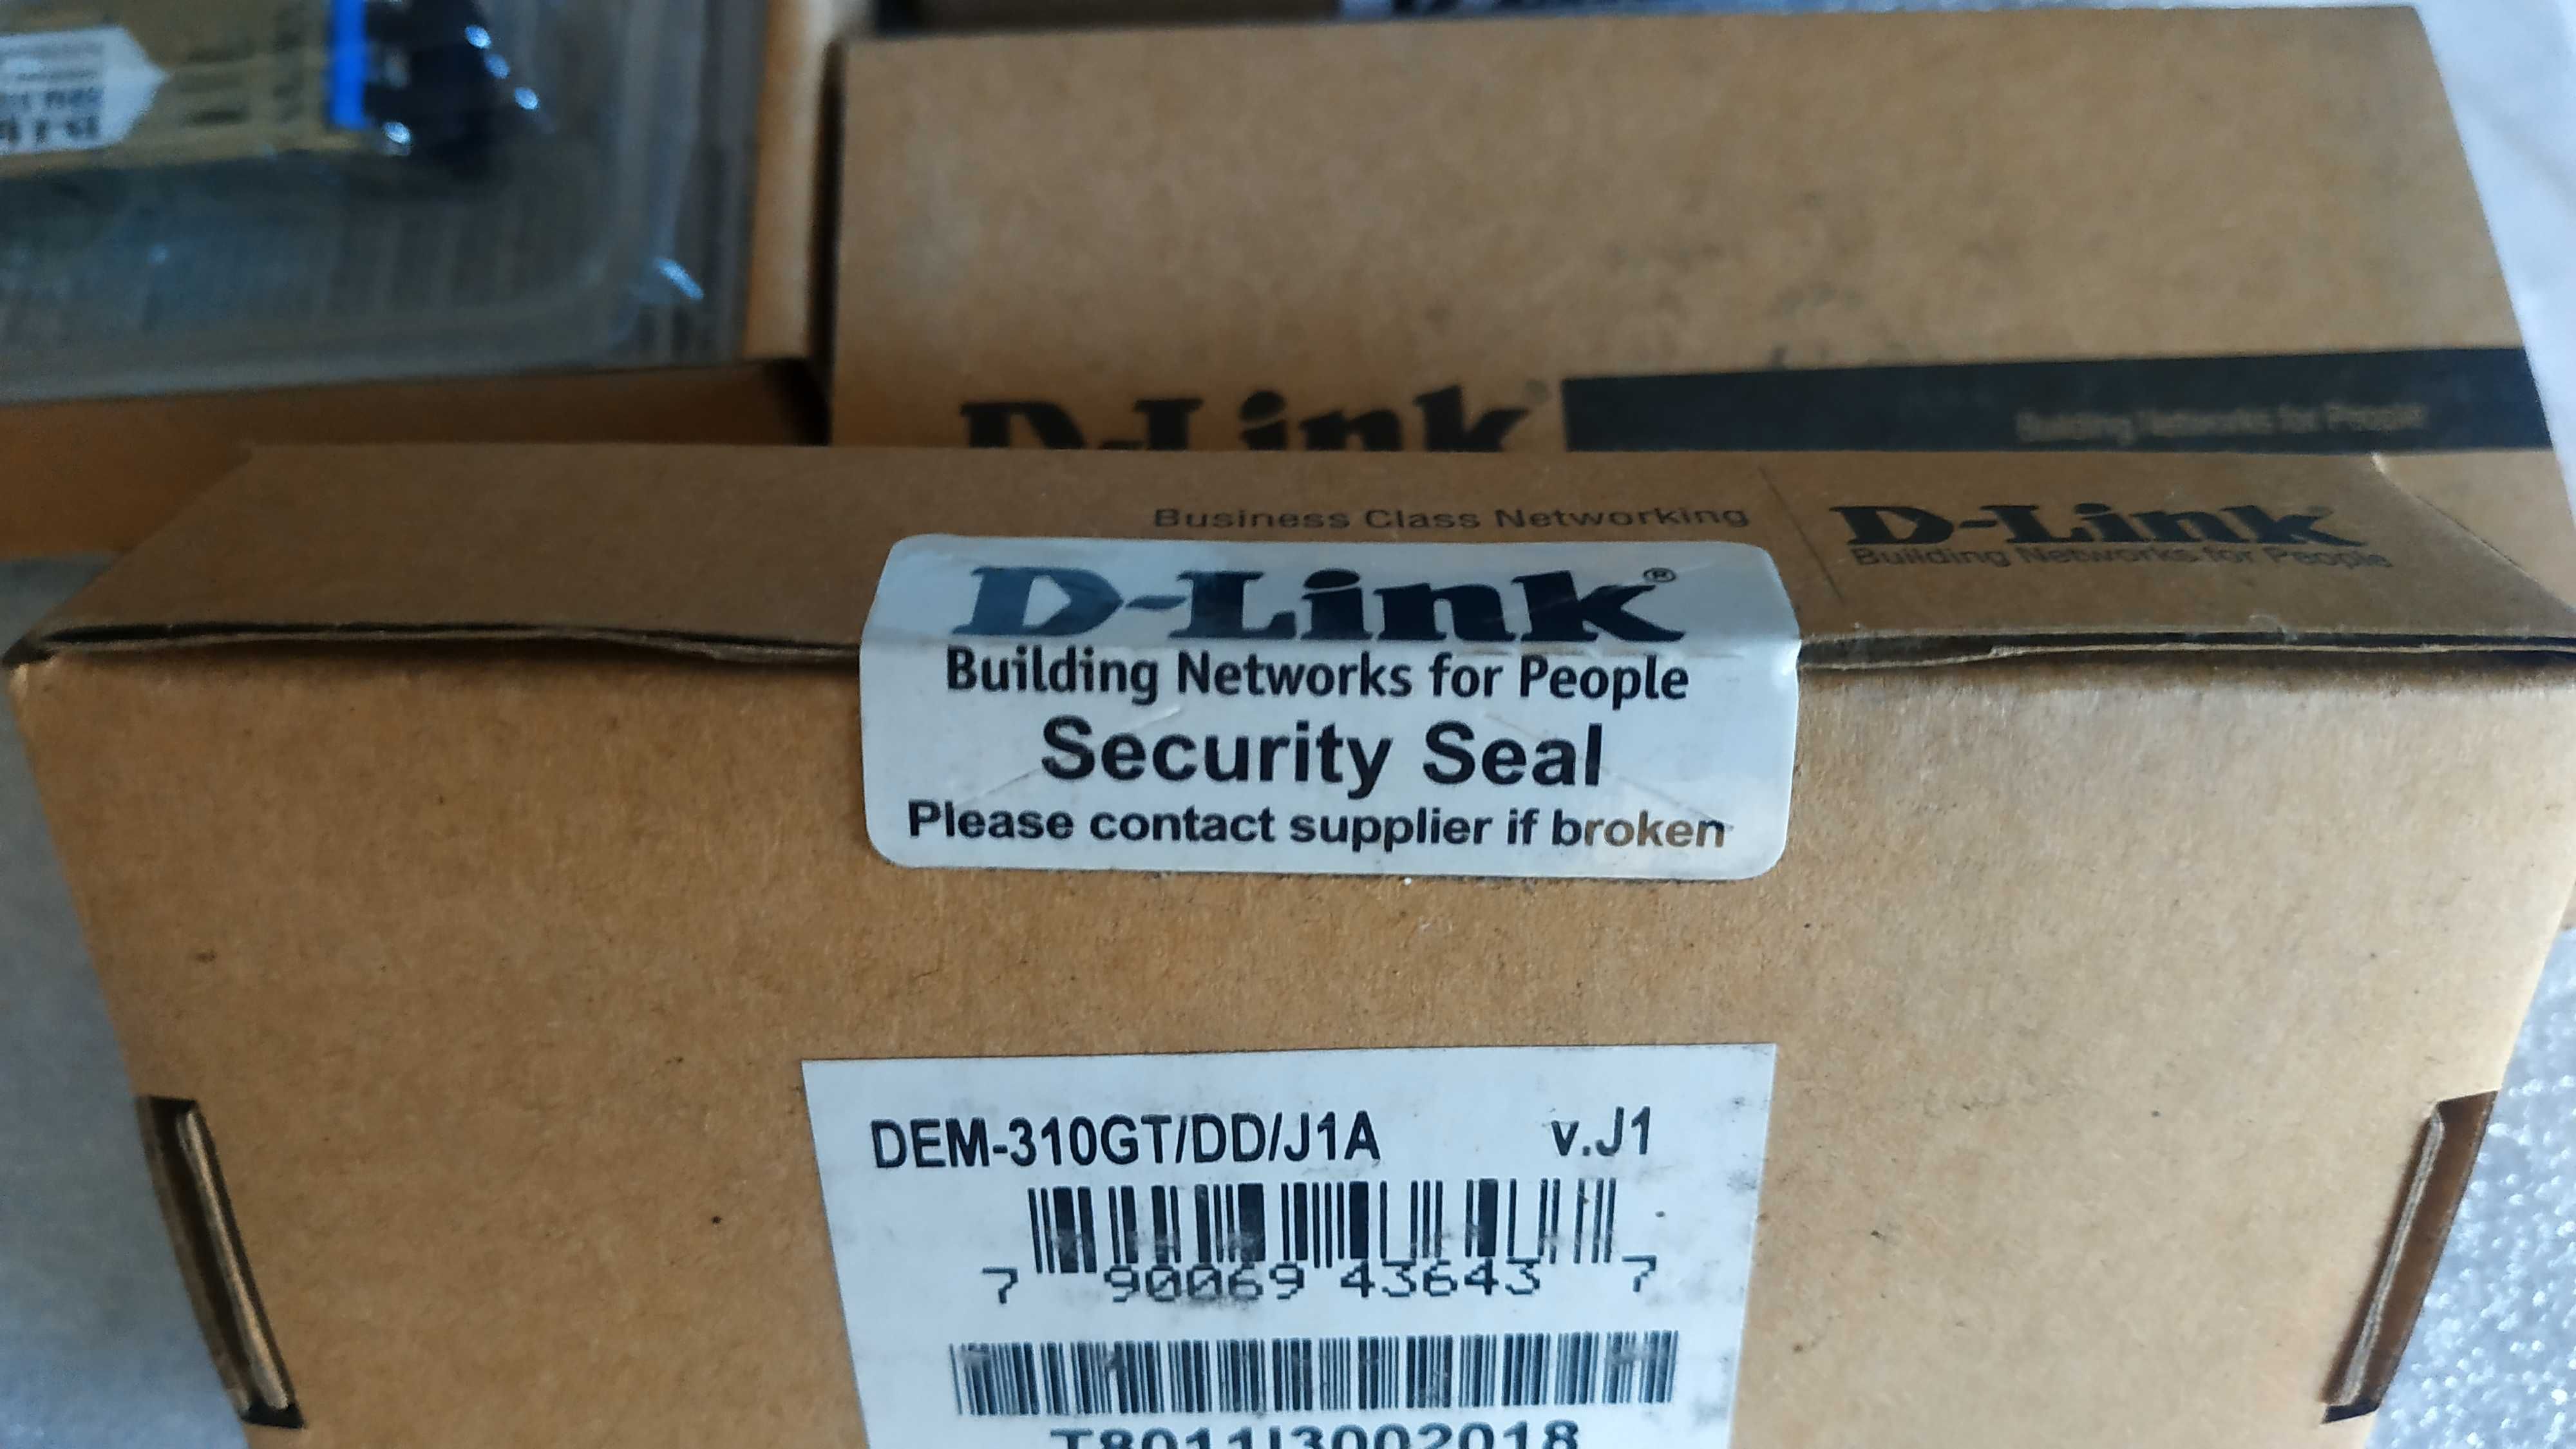 D-Link
Building Networks for People
Business Class Networking
D-Link
Building Networks for People
D-Link®
Building Networks for People
Security Seal
Please contact supplier if broken
DEM-310GT/DD/J1A v.J1
7 90069 43643 7